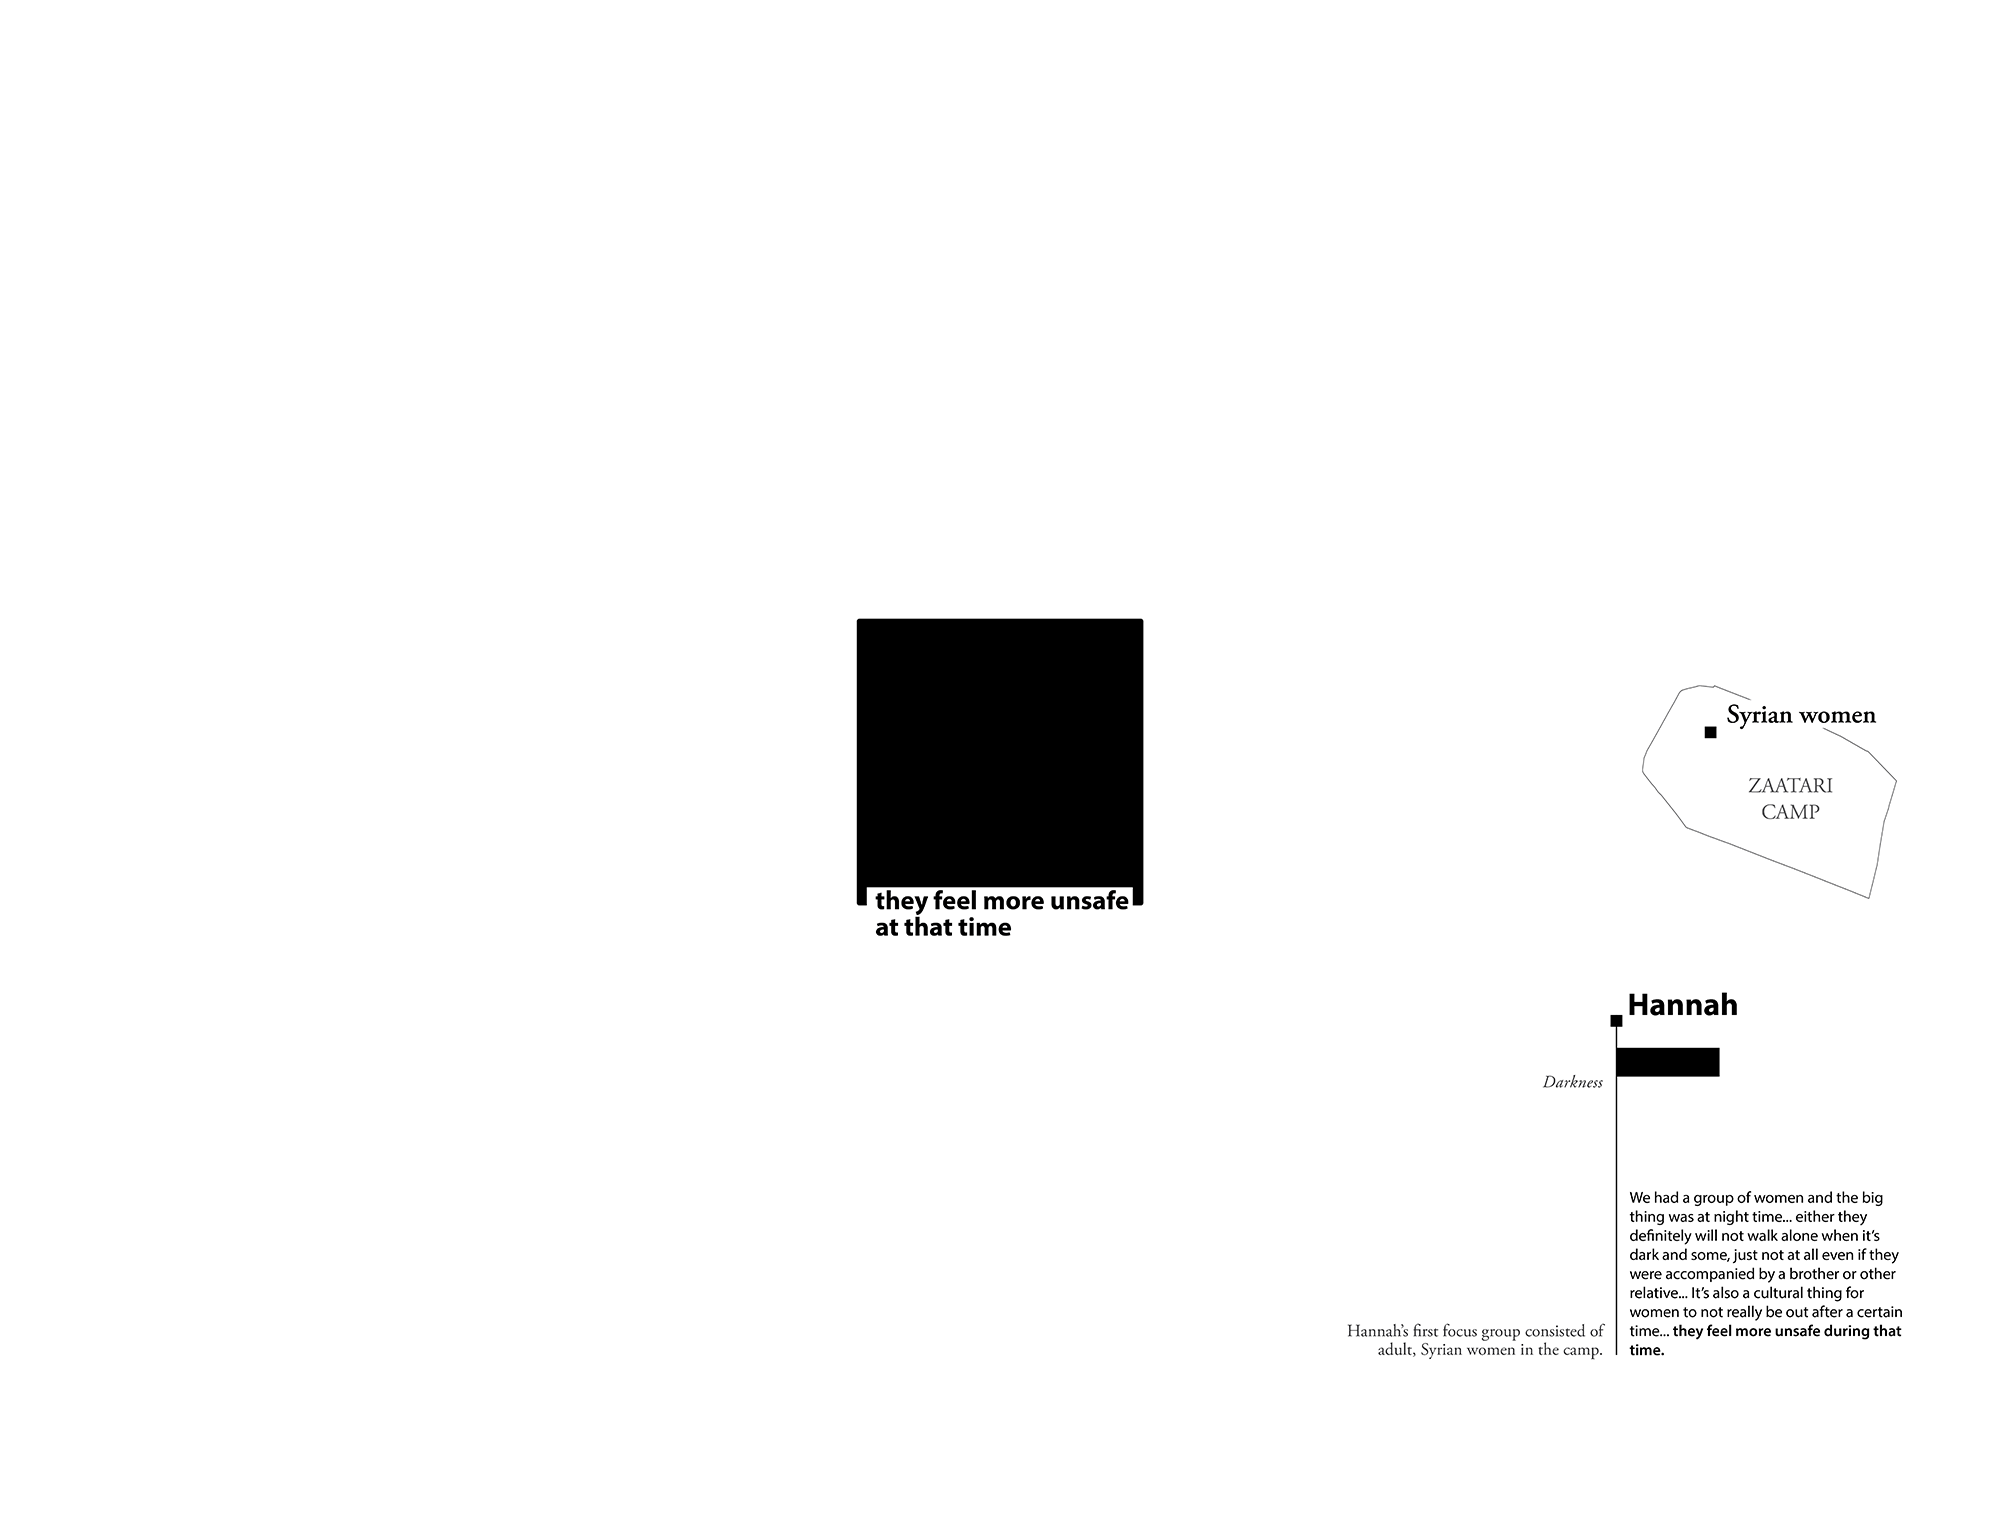 they feel more unsafe
at that time
Syrian women
ZAATARI
CAMP
Hannah
Darkness
We had a group of women and the big
thing was at night time... either they
definitely will not walk alone when it's
dark and some, just not at all even if they
were accompanied by a brother or other
relative... It's also a cultural thing for
women to not really be out after a certain
time... they feel more unsafe during that
time.
Hannah's first focus group consisted of
adult, Syrian women in the camp.